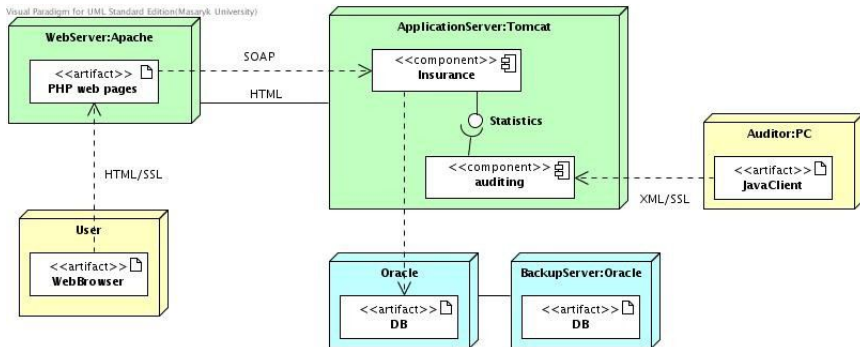 Visual Paradigm for UML Standard Edition(Masaryk University)
WebServer:Apache
<<artifact>>
PHP web pages
SOAP
HTML
ApplicationServer:Tomcat
<<component>>
Insurance
Statistics
<<component>>
auditing
Auditor:PC
<<artifact>>
JavaClient
XML/SSL
HTML/SSL
User
<<artifact>>
WebBrowser
Oracle
<<artifact>>
DB
BackupServer:Oracle
<<artifact>>
DB